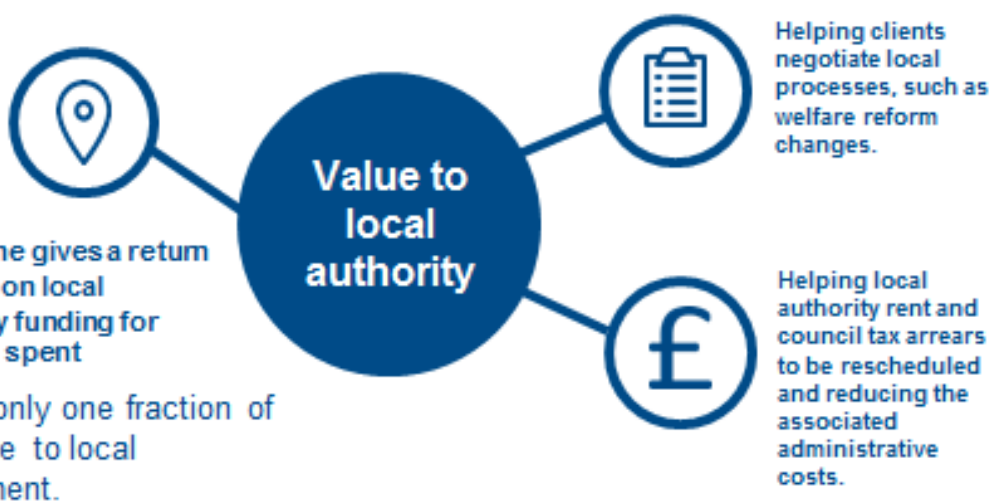 Value to
local
authority
Helping clients
negotiate local
processes, such as
welfare reform
changes.
Helping local
authority rent and
council tax arrears
to be rescheduled
and reducing the
associated
administrative
costs.
£
gives a return
on local
funding for
spent
only one fraction of
to local